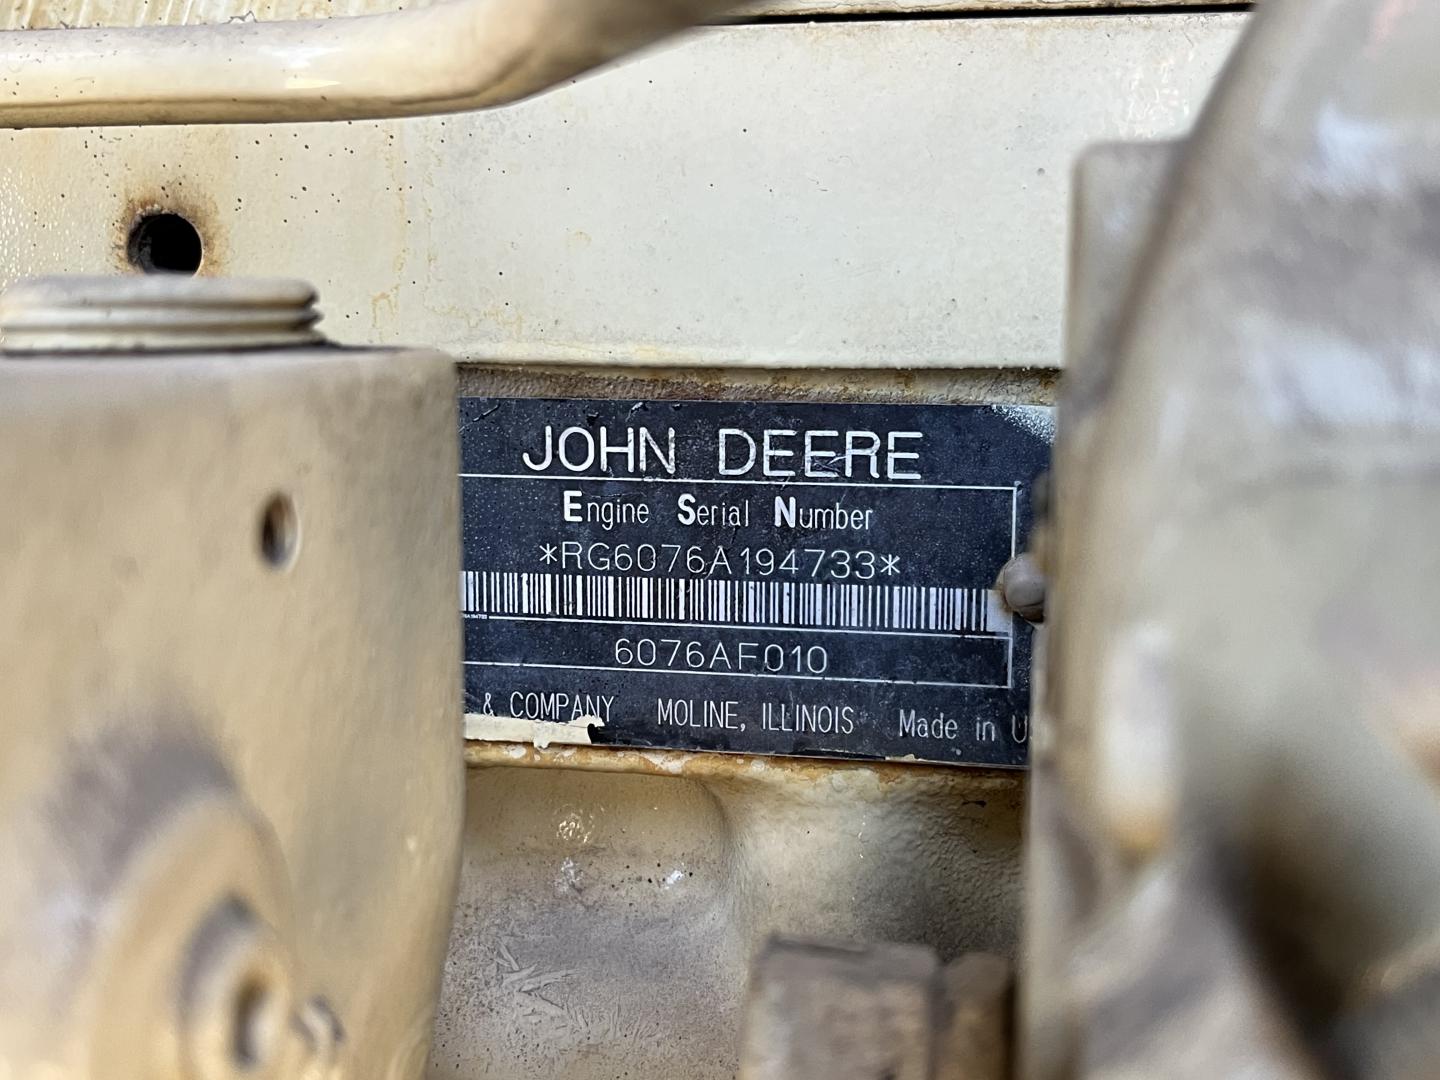 JOHN DEERE
Engine Serial Number
*RG6076A194733*
6076AF010
& COMPANY MOLINE, ILLINOIS Made in U